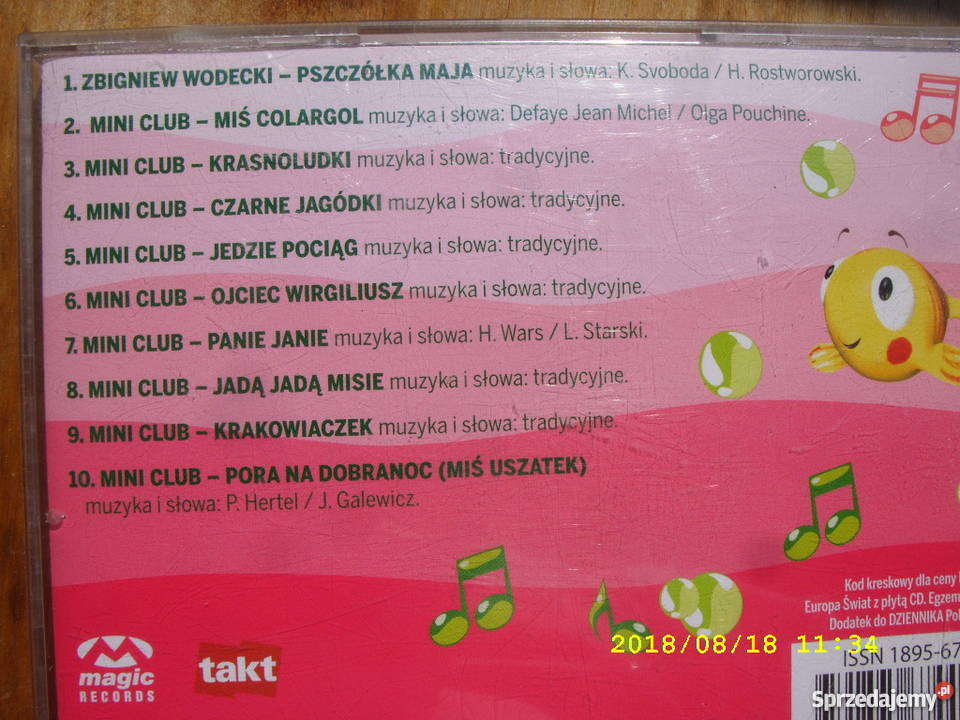 1. ZBIGNIEW WODECKI – PSZCZÓŁKA MAJA muzyka i słowa: K. Svoboda / H. Rostworowski.
2. MINI CLUB – MIŚ COLARGOL muzyka i słowa: Defaye Jean Michel / Olga Pouchine.
3. MINI CLUB – KRASNOLUDKI muzyka i słowa: tradycyjne.
4. MINI CLUB – CZARNE JAGÓDKI muzyka i słowa: tradycyjne.
5. MINI CLUB – JEDZIE POCIĄG muzyka i słowa: tradycyjne.
6. MINI CLUB – OJCIEC WIRGILIUSZ muzyka i słowa: tradycyjne.
7. MINI CLUB – PANIE JANIE muzyka i słowa: H. Wars / L. Starski.
8. MINI CLUB – JADĄ JADĄ MISIE muzyka i słowa: tradycyjne.
9. MINI CLUB – KRAKOWIACZEK muzyka i słowa: tradycyjne.
10. MINI CLUB – PORA NA DOBRANOC (MIŚ USZATEK)
muzyka i słowa: P. Hertel / J. Galewicz.
Kod kreskowy dla ceny
Europa Świat z płytą CD. Egzem
Dodatek do DZIENNIKA Pol
2018/08/18 11:34
ISSN 1895-67
magic
RECORDS
takt
Sprzedajemy.pl